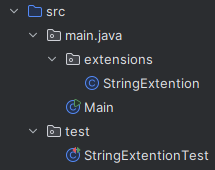 src
main.java
extensions
StringExtention
Main
test
StringExtentionTest